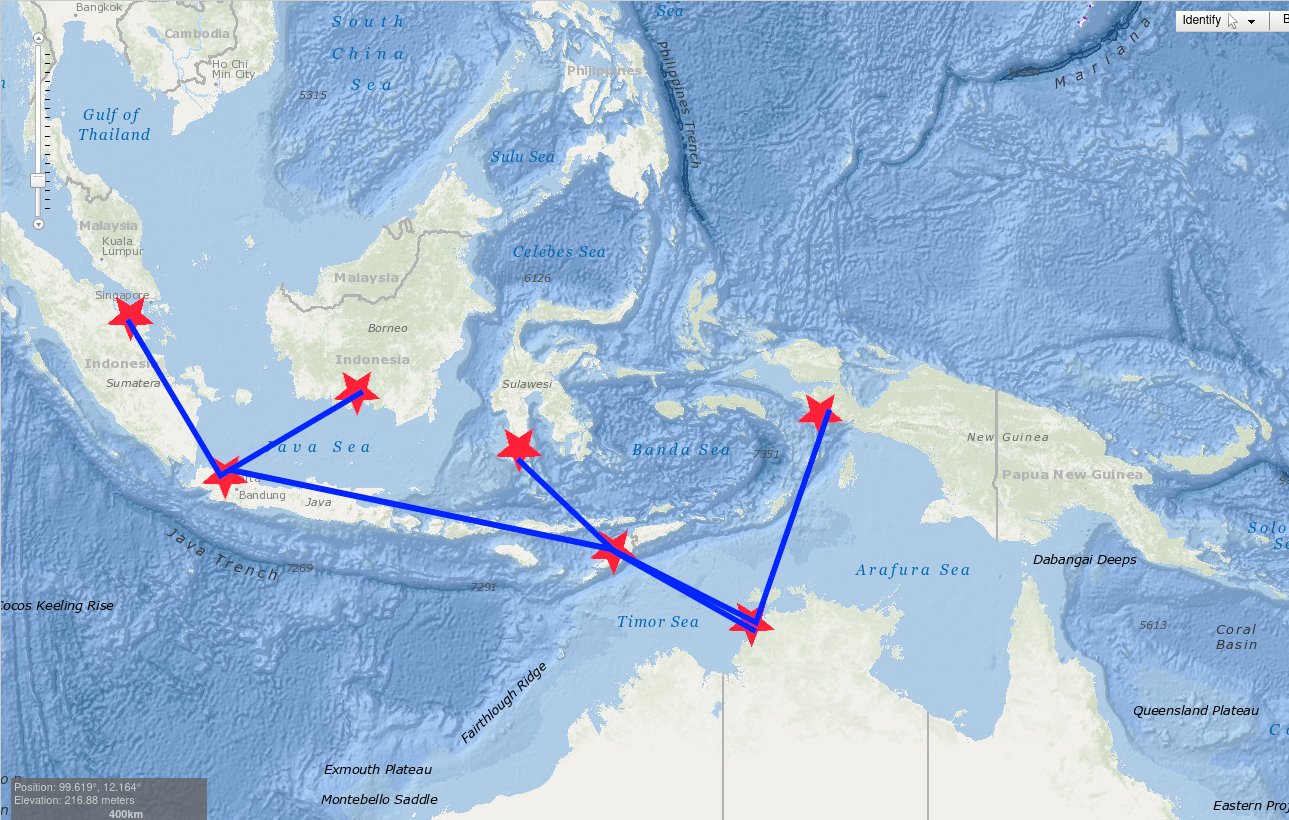 Bangkok
South
Sea
Identify
Cambodia
China
Philippines
Mariana
Ho Chi
Min City
Sea
5315
Philippines Trench
Gulf of
Thailand
Sulu Sea
Malaysia
Kuala
Lumpur
Celebes Sea
6126
Malaysia
Singapore
Borneo
Indonesia
Indonesi
Sumatera
Sulawesi
New Guinea
Java Sea
Banda Sea
7351
Papua New Guinea
Bandung
Java
Java Trench
7269
7291
Arafura Sea
Dabangai Deeps
Cocos Keeling Rise
Timor Sea
5613
Coral
Basin
Fairthlough Ridge
Queensland Plateau
Exmouth Plateau
Montebello Saddle
Position: 99.619°, 12.164°
Elevation: 216.88 meters
400km
Eastern Proj